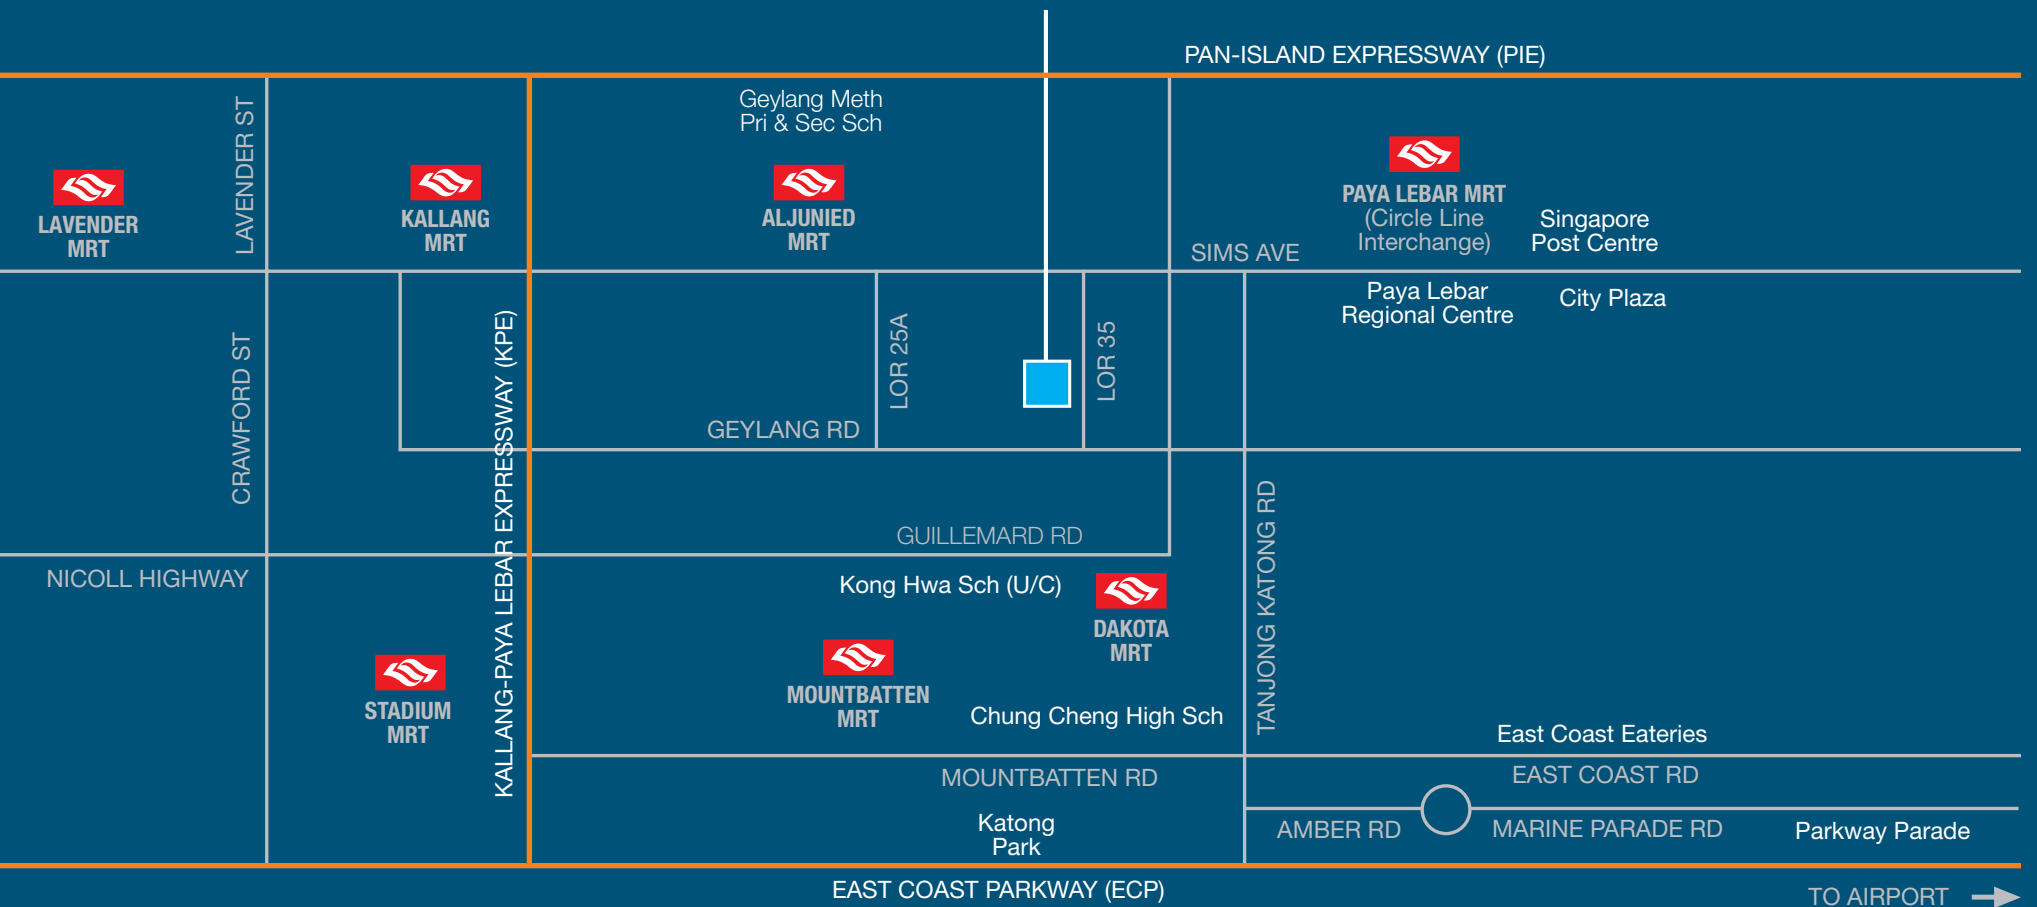 PAN-ISLAND EXPRESSWAY (PIE)
LAVENDER ST
Geylang Meth
Pri & Sec Sch
LAVENDER
MRT
KALLANG
MRT
ALJUNIED
MRT
PAYA LEBAR MRT
(Circle Line
Interchange)
Singapore
Post Centre
SIMS AVE
Paya Lebar
Regional Centre
City Plaza
CRAWFORD ST
KALLANG-PAYA LEBAR EXPRESSWAY (KPE)
LOR 25A
LOR 35
GEYLANG RD
GUILLEMARD RD
NICOLL HIGHWAY
Kong Hwa Sch (U/C)
DAKOTA
MRT
TANJONG KATONG RD
STADIUM
MRT
MOUNTBATTEN
MRT
Chung Cheng High Sch
East Coast Eateries
MOUNTBATTEN RD
EAST COAST RD
Katong
Park
AMBER RD
MARINE PARADE RD
Parkway Parade
EAST COAST PARKWAY (ECP)
TO AIRPORT